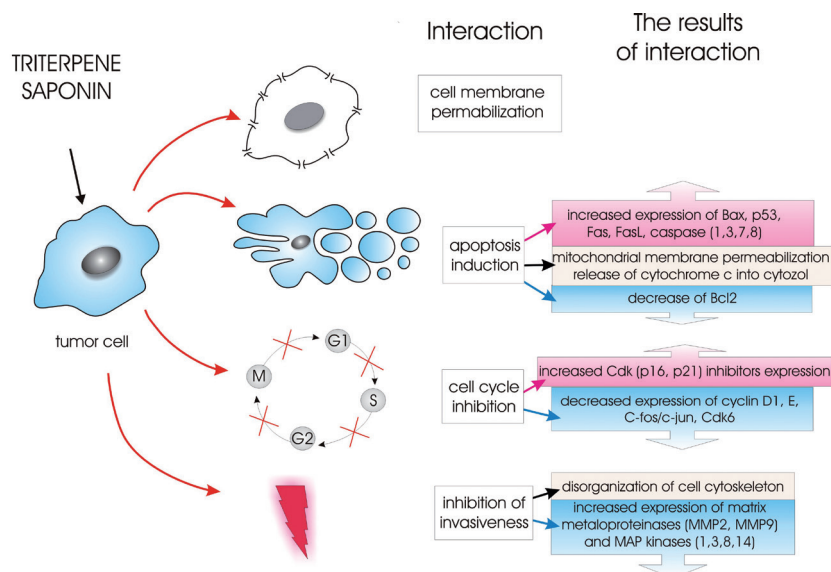 Interaction
The results
of interaction
TRITERPENE
SAPONIN
cell membrane
permabilization
tumor cell
apoptosis
induction
increased expression of Bax, p53,
Fas, FasL, caspase (1,3,7,8)
mitochondrial membrane permeabilization
release of cytochrome c into cytozol
decrease of Bcl2
G1
M
S
G2
cell cycle
inhibition
increased Cdk (p16, p21) inhibitors expression
decreased expression of cyclin D1, E,
C-fos/c-jun, Cdk6
inhibition of
invasiveness
disorganization of cell cytoskeleton
increased expression of matrix
metaloproteinases (MMP2, MMP9)
and MAP kinases (1,3,8,14)